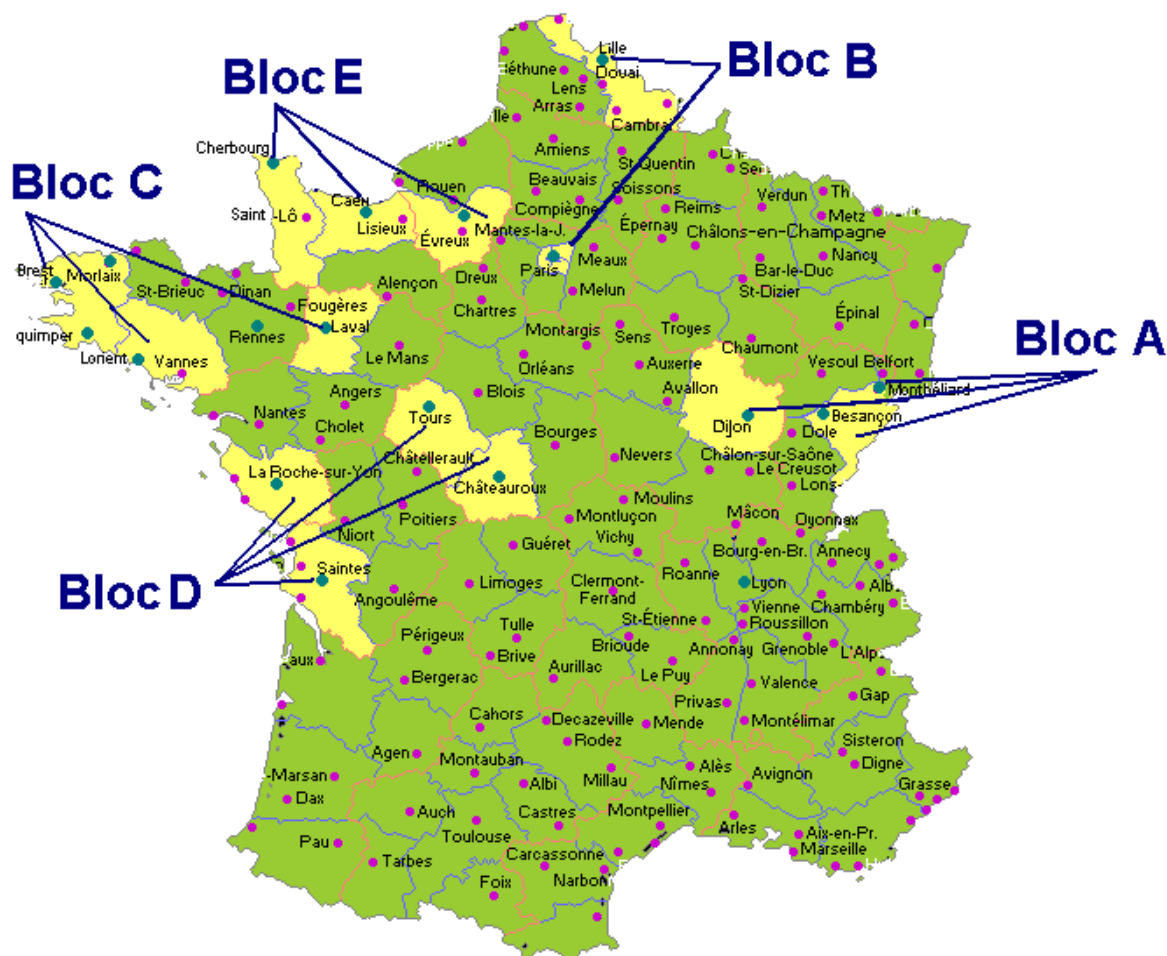 Lille
Bloc B
Bloc E
éthune
Douai
Lens
Arras
ille
Cambrai
Cherbourg
Amiens
St-Quentin
Bloc C
Beauvais
Soissons
Verdun
Th
Rouen
Caen
Compiègne
Reims
Metz
Saint -Lô
Lisieux
Mantes-la-J.
Épernay
Évreux
Châlons-en-Champagne
Meaux
Nancy
Brest
Morlaix
Paris
Bar-le-Duc
St-Brieuc
Dinan
Alençon
Dreux
Melun
St-Dizier
Fougères
Chartres
quimper
Rennes
Laval
Montargis
Troyes
Épinal
Sens
Bloc A
Lorient
Vannes
Le Mans
Orléans
Chaumont
Auxerre
Vesoul
Belfort
Avallon
Monthéliard
Angers
Blois
Nantes
Tours
Dijon
Besançon
Cholet
Bourges
Dole
Châtellerault
Nevers
Châlon-sur-Saône
La Roche-sur-Yon
Le Creusot
Châteauroux
Lons
Moulins
Poitiers
Mâcon
Niort
Montluçon
Oyonnax
Guéret
Vichy
Bourg-en-Br.
Annecy
Saintes
Roanne
Bloc D
Limoges
Clermont-
Ferrand
Lyon
Alb
Angoulême
Chambéry
Vienne
St-Étienne
Roussillon
Périgeux
Tulle
Brioude
Annonay
Grenoble
L'Alp
aux
Brive
Aurillac
Le Puy
Bergerac
Valence
Gap
Privas
Cahors
Decazeville
Mende
Montélimar
Rodez
Sisteron
Agen
Montauban
Digne
-Marsan
Millau
Alès
Avignon
Dax
Albi
Nîmes
Grasse
Auch
Castres
Montpellier
Toulouse
Arles
Aix-en-Pr.
Pau
Marseille
Tarbes
Carcassonne
Foix
Narbon